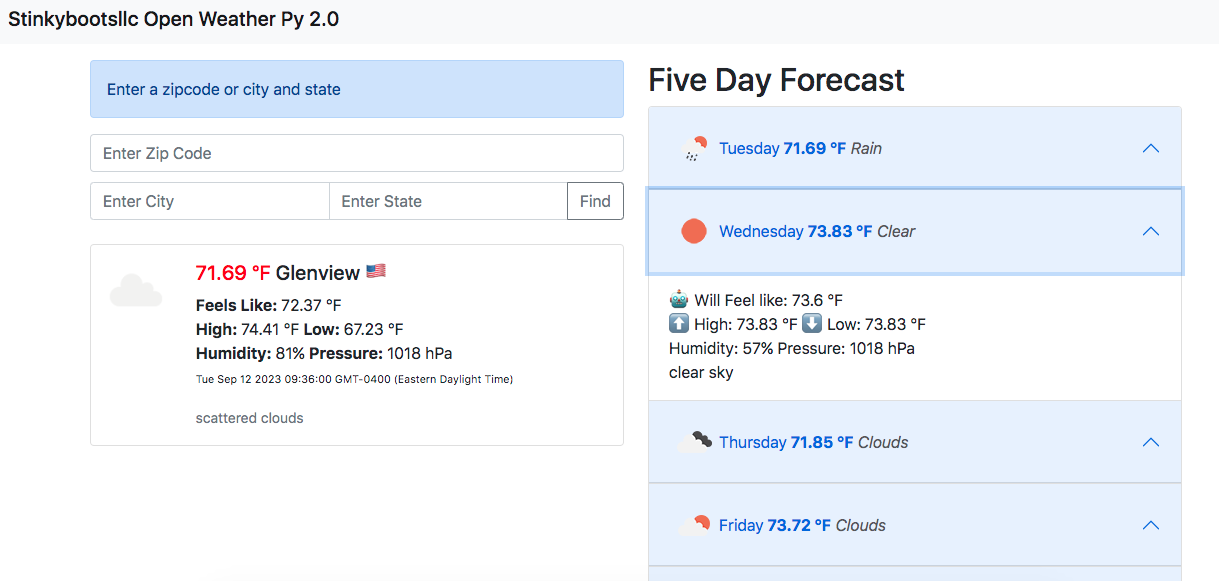 Stinkybootsllc Open Weather Py 2.0
Enter a zipcode or city and state
Enter Zip Code
Enter City Enter State Find
71.69 °F Glenview 🇺🇸
Feels Like: 72.37 °F
High: 74.41 °F Low: 67.23 °F
Humidity: 81% Pressure: 1018 hPa
Tue Sep 12 2023 09:36:00 GMT-0400 (Eastern Daylight Time)
scattered clouds
Five Day Forecast
Tuesday 71.69 °F Rain
Wednesday 73.83 °F Clear
🤖 Will Feel like: 73.6 °F
⬆️ High: 73.83 °F ⬇️ Low: 73.83 °F
Humidity: 57% Pressure: 1018 hPa
clear sky
Thursday 71.85 °F Clouds
Friday 73.72 °F Clouds